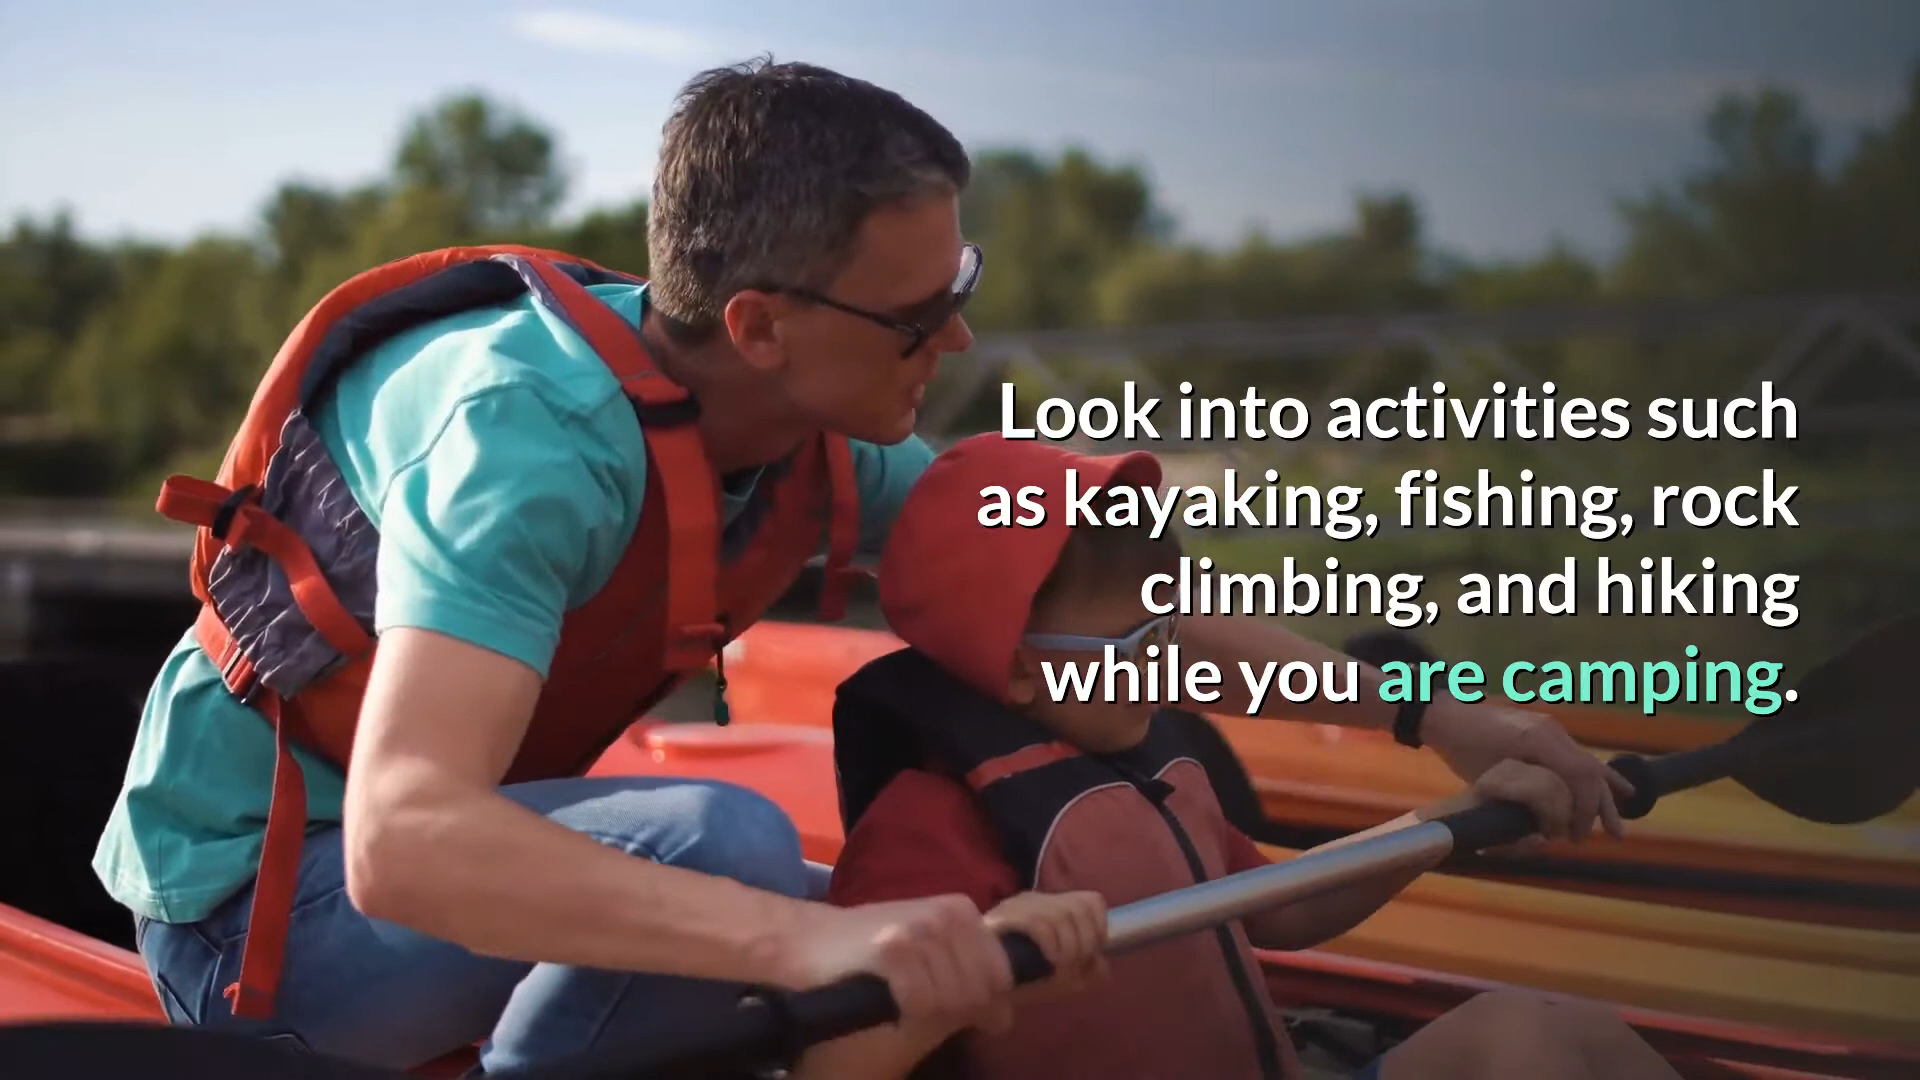 Look into activities such
as kayaking, fishing, rock
climbing, and hiking
while you are camping.